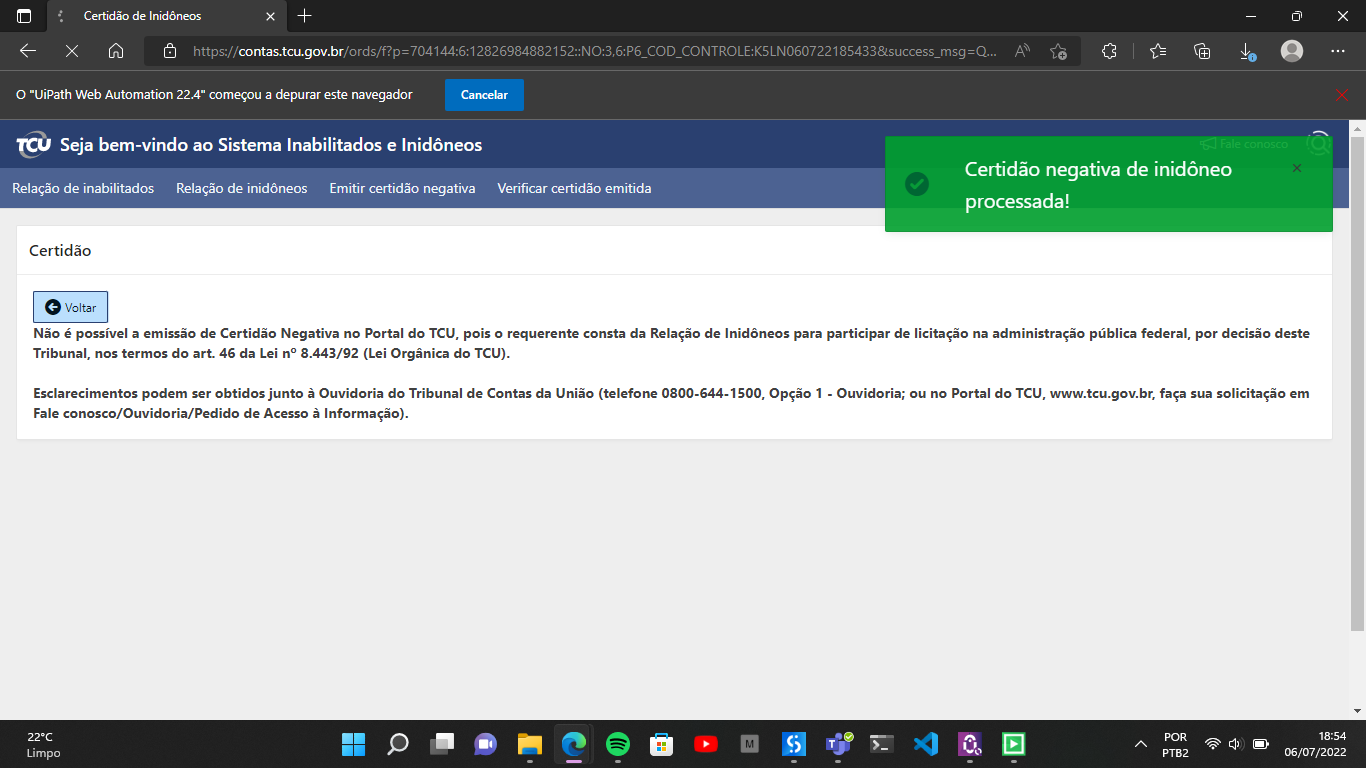 Certidão de Inidôneos
https://contas.tcu.gov.br/ords/f?p=704144:6:12826984882152::NO:3,6:P6_COD_CONTROLE:K5LN060722185433&success_msg=Q...
O "UiPath Web Automation 22.4" começou a depurar este navegador
Cancelar
TCU Seja bem-vindo ao Sistema Inabilitados e Inidôneos
Fale conosco
Relação de inabilitados Relação de inidôneos Emitir certidão negativa Verificar certidão emitida
Certidão negativa de inidôneo
processada!
Certidão
Voltar
Não é possível a emissão de Certidão Negativa no Portal do TCU, pois o requerente consta da Relação de Inidôneos para participar de licitação na administração pública federal, por decisão deste
Tribunal, nos termos do art. 46 da Lei nº 8.443/92 (Lei Orgânica do TCU).
Esclarecimentos podem ser obtidos junto à Ouvidoria do Tribunal de Contas da União (telefone 0800-644-1500, Opção 1 - Ouvidoria; ou no Portal do TCU, www.tcu.gov.br, faça sua solicitação em
Fale conosco/Ouvidoria/Pedido de Acesso à Informação).
22°C
Limpo
POR
PTB2
18:54
06/07/2022